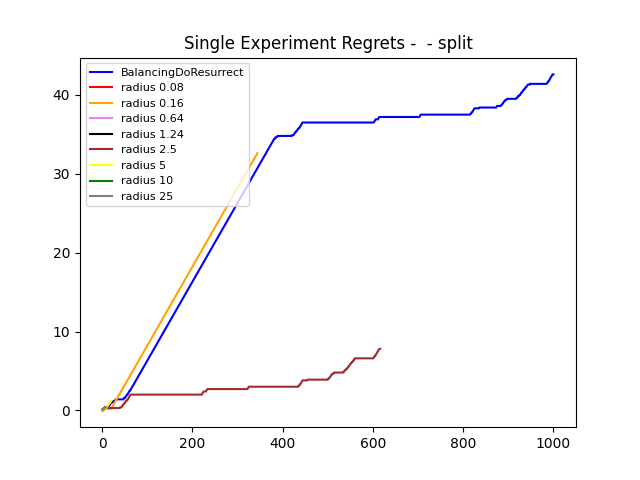 Single Experiment Regrets -  - split
BalancingDoResurrect
radius 0.08
radius 0.16
radius 0.64
radius 1.24
radius 2.5
radius 5
radius 10
radius 25
40
30
20
10
0
0 200 400 600 800 1000